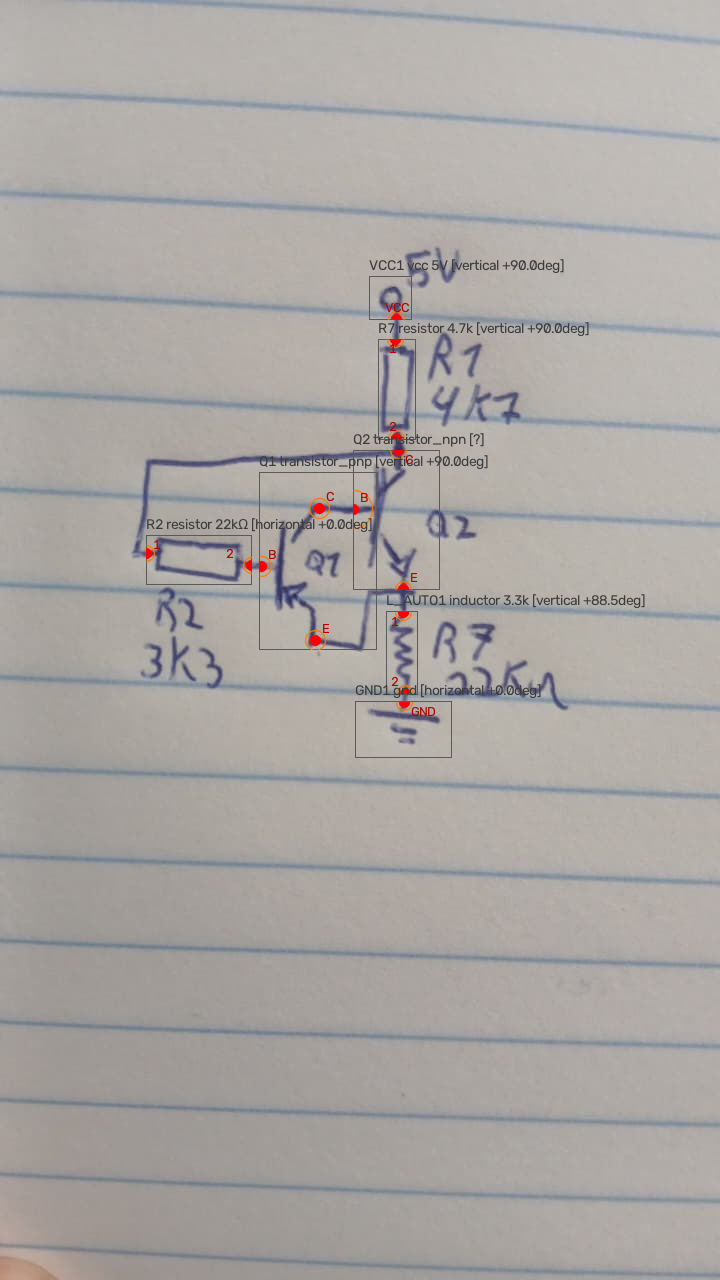 5V
VCC1 vcc 5V [vertical +90.0deg]
VCC
R7 resistor 4.7k [vertical +90.0deg]
1
R1
4K7
2
Q2 transistor_npn [?]
C
Q1 transistor_pnp [vertical +90.0deg]
C
B
R2 resistor 22kΩ [horizontal +0.0deg]
Q2
1
2
B
Q1
E
L_AUTO1 inductor 3.3k [vertical +88.5deg]
R2
1
E
R7
3K3
2
GND1 gnd [horizontal +0.0deg]
GND